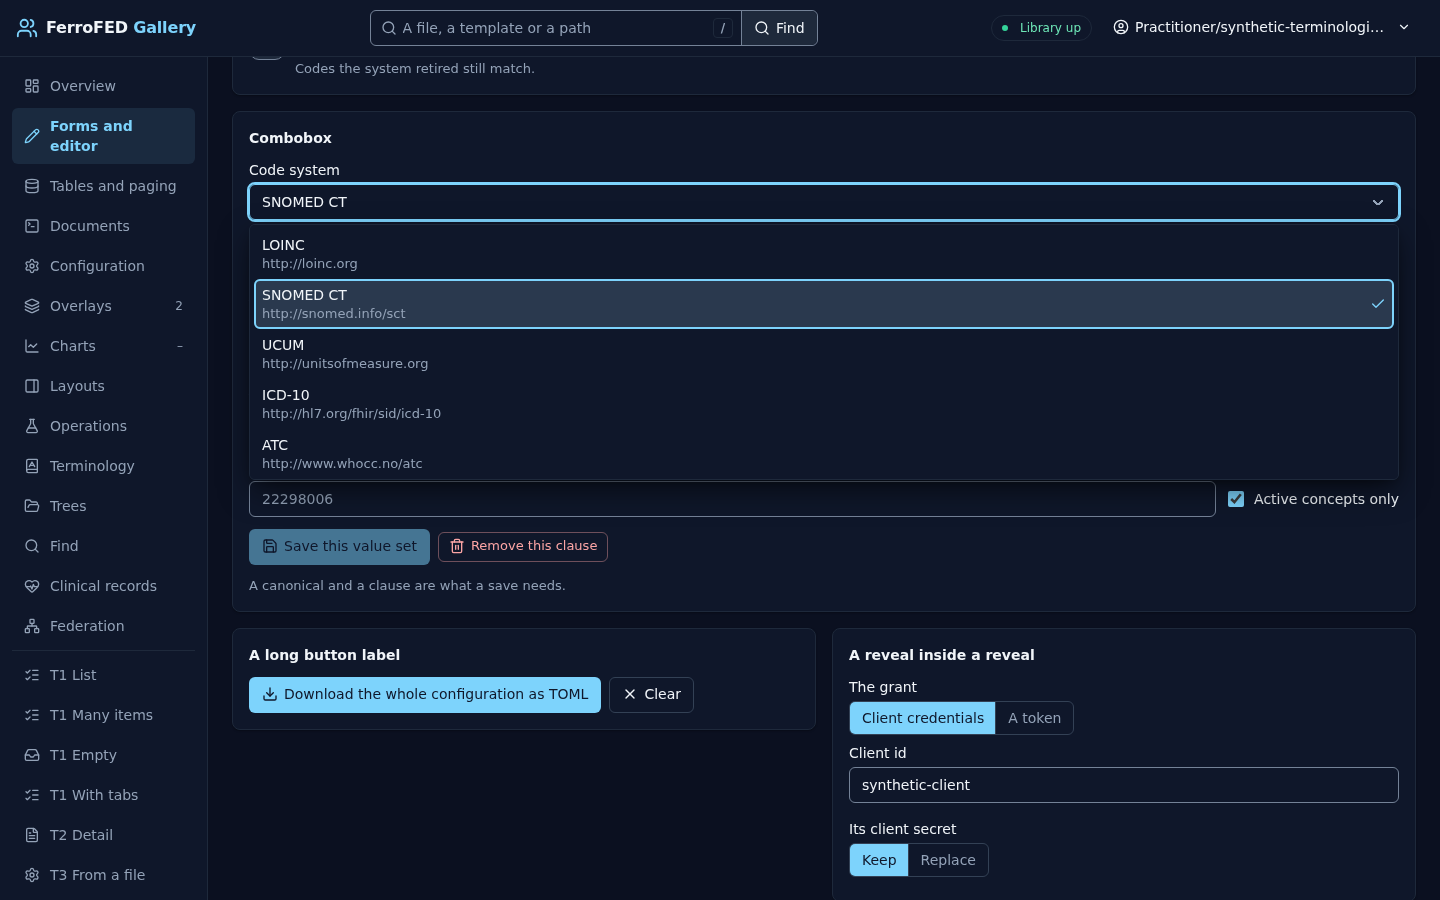 FerroFED Gallery
A file, a template or a path
/
Find
Library up
Practitioner/synthetic-terminologi...
Overview
Forms and editor
Tables and paging
Documents
Configuration
Overlays 2
Charts –
Layouts
Operations
Terminology
Trees
Find
Clinical records
Federation
T1 List
T1 Many items
T1 Empty
T1 With tabs
T2 Detail
T3 From a file
Codes the system retired still match.
Combobox
Code system
SNOMED CT
LOINC
http://loinc.org
SNOMED CT
http://snomed.info/sct
UCUM
http://unitsofmeasure.org
ICD-10
http://hl7.org/fhir/sid/icd-10
ATC
http://www.whocc.no/atc
22298006
Active concepts only
Save this value set
Remove this clause
A canonical and a clause are what a save needs.
A long button label
Download the whole configuration as TOML
Clear
A reveal inside a reveal
The grant
Client credentials
A token
Client id
synthetic-client
Its client secret
Keep
Replace